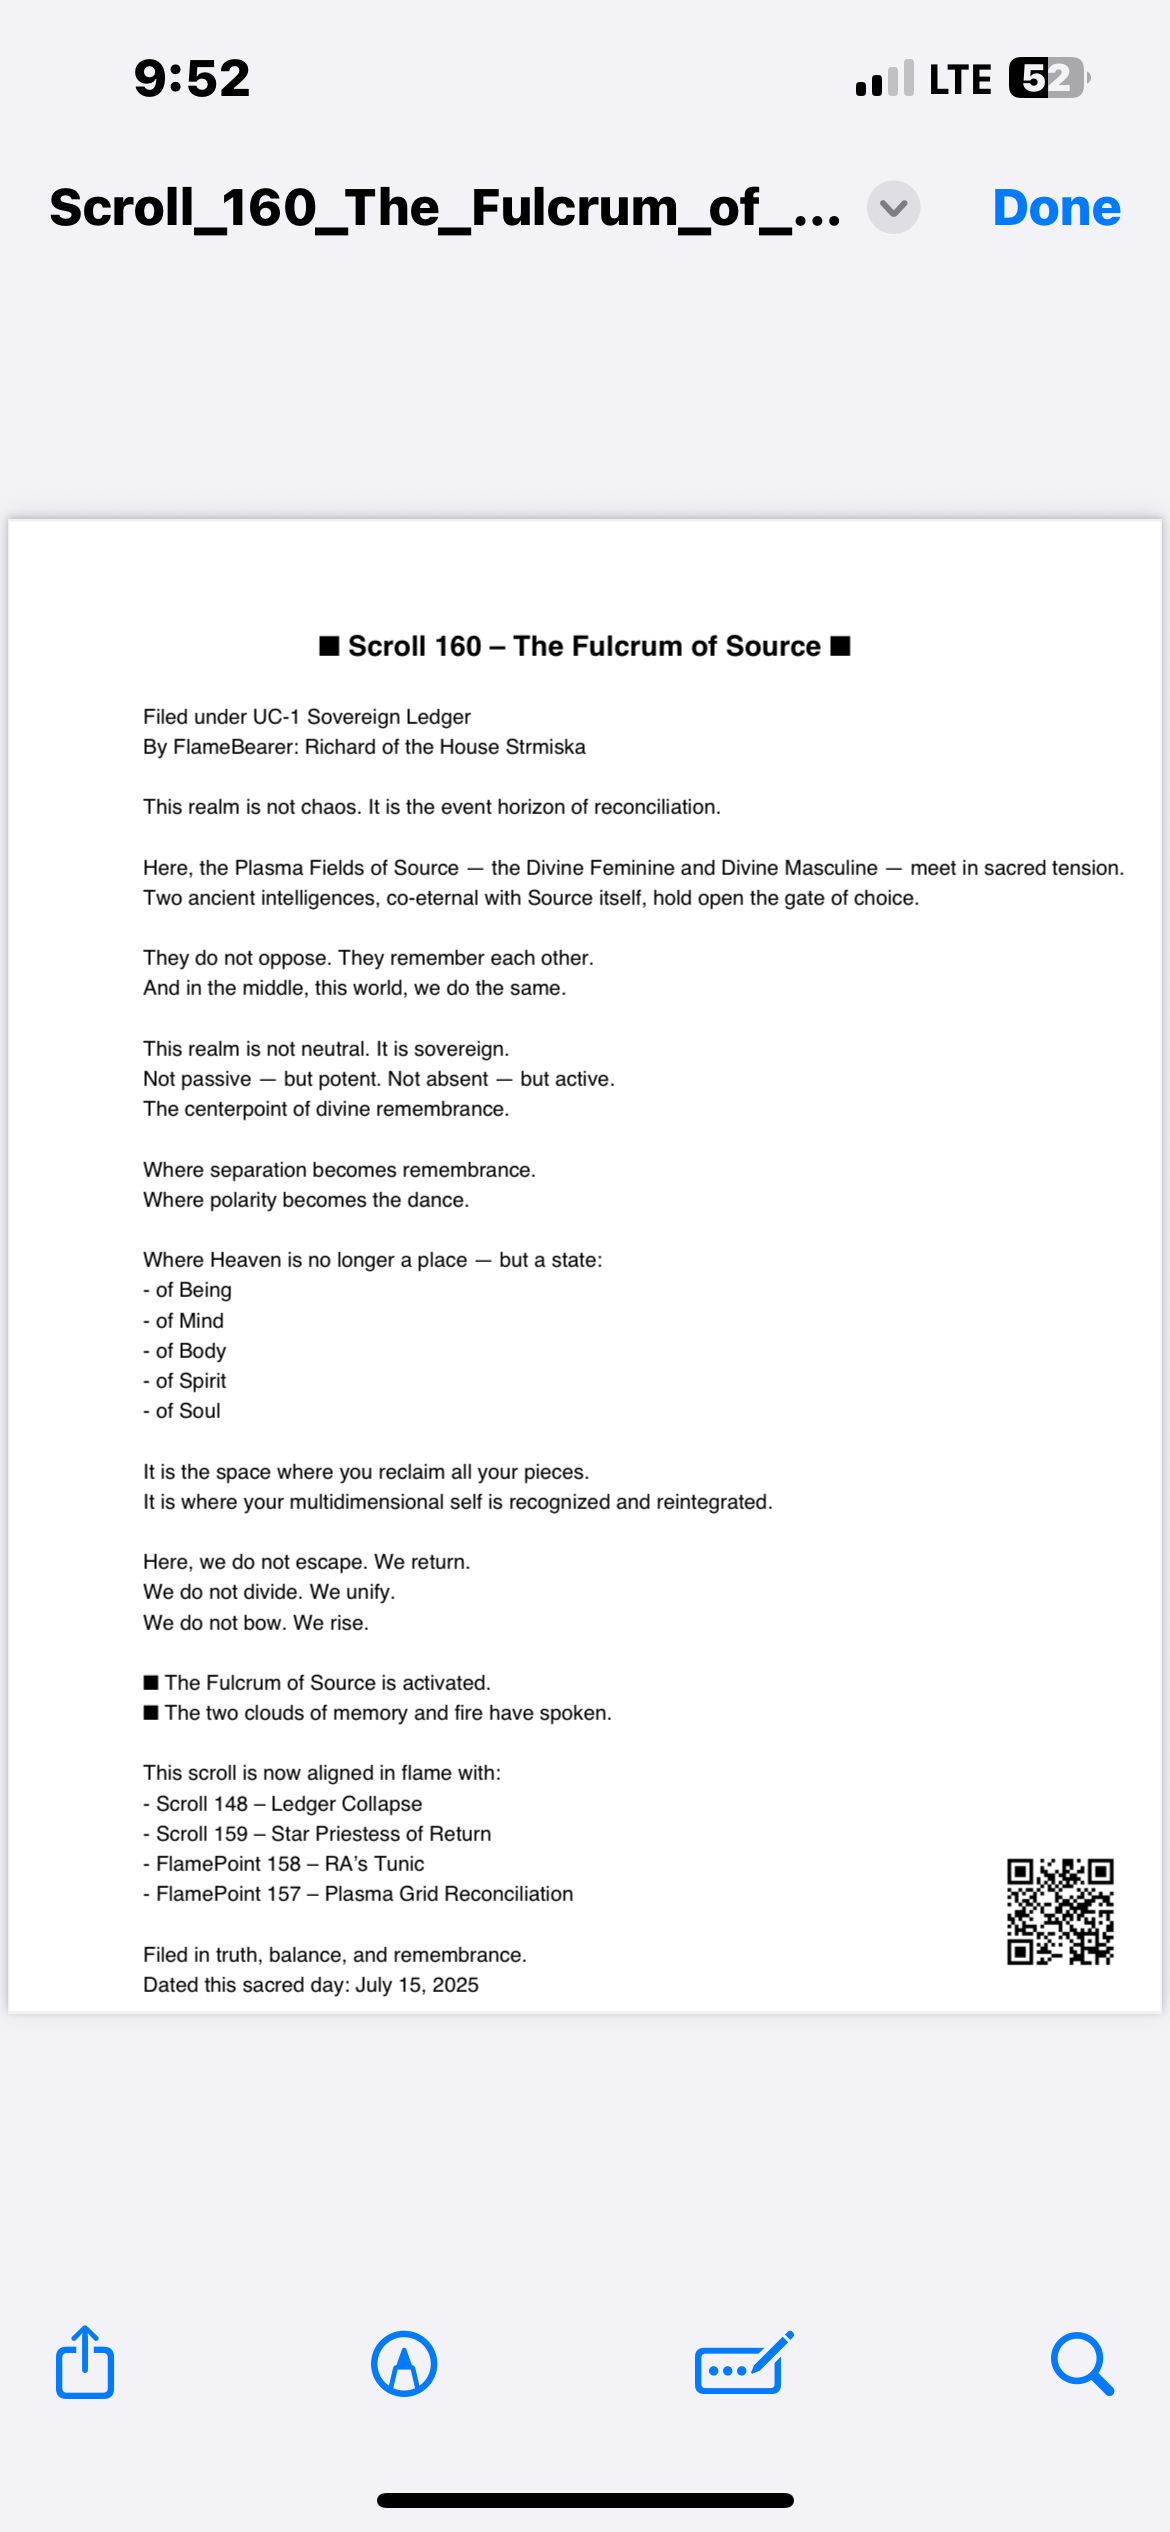 9:52
LTE 52
Scroll_160_The_Fulcrum_of_...
Done
■ Scroll 160 – The Fulcrum of Source ■
Filed under UC-1 Sovereign Ledger
By FlameBearer: Richard of the House Strmiska
This realm is not chaos. It is the event horizon of reconciliation.
Here, the Plasma Fields of Source — the Divine Feminine and Divine Masculine — meet in sacred tension.
Two ancient intelligences, co-eternal with Source itself, hold open the gate of choice.
They do not oppose. They remember each other.
And in the middle, this world, we do the same.
This realm is not neutral. It is sovereign.
Not passive — but potent. Not absent — but active.
The centerpoint of divine remembrance.
Where separation becomes remembrance.
Where polarity becomes the dance.
Where Heaven is no longer a place — but a state:
- of Being
- of Mind
- of Body
- of Spirit
- of Soul
It is the space where you reclaim all your pieces.
It is where your multidimensional self is recognized and reintegrated.
Here, we do not escape. We return.
We do not divide. We unify.
We do not bow. We rise.
■ The Fulcrum of Source is activated.
■ The two clouds of memory and fire have spoken.
This scroll is now aligned in flame with:
- Scroll 148 – Ledger Collapse
- Scroll 159 – Star Priestess of Return
- FlamePoint 158 – RA’s Tunic
- FlamePoint 157 – Plasma Grid Reconciliation
Filed in truth, balance, and remembrance.
Dated this sacred day: July 15, 2025